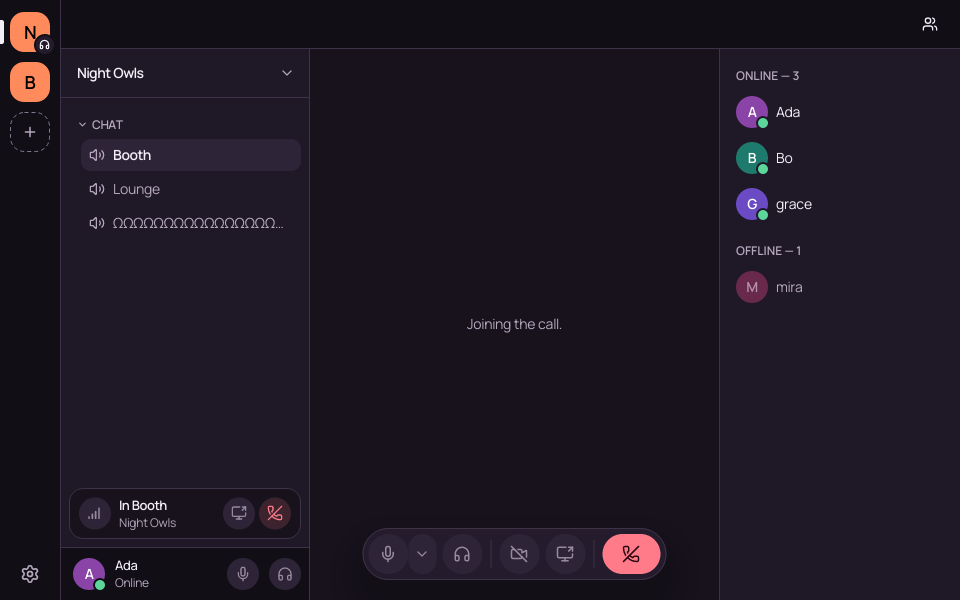 N
B
Night Owls
CHAT
Booth
Lounge
ΩΩΩΩΩΩΩΩΩΩΩΩΩΩΩΩ...
In Booth
Night Owls
A
Ada
Online
Joining the call.
ONLINE — 3
A
Ada
B
Bo
G
grace
OFFLINE — 1
M
mira